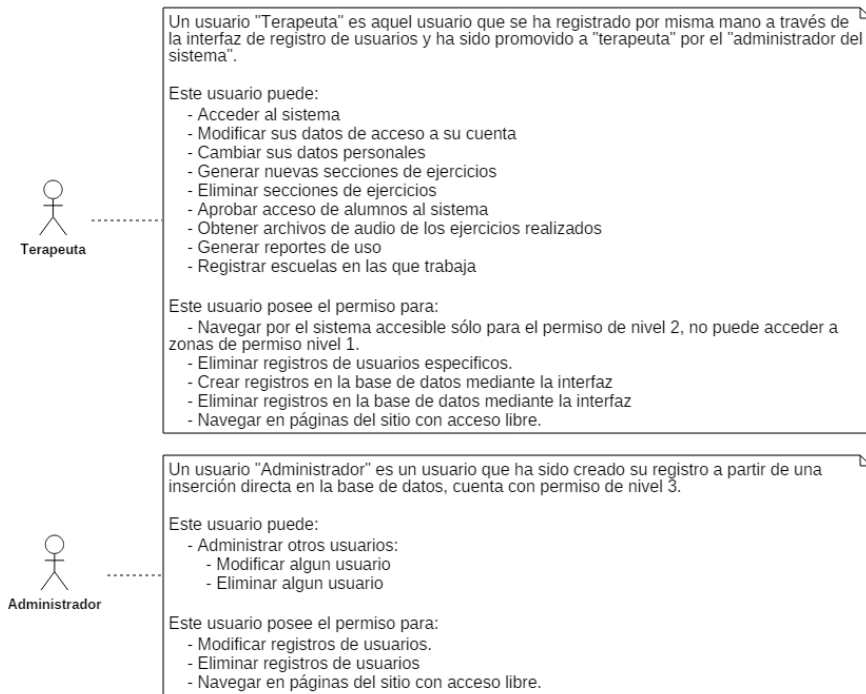 Un usuario "Terapeuta" es aquel usuario que se ha registrado por misma mano a través de
la interfaz de registro de usuarios y ha sido promovido a "terapeuta" por el "administrador del
sistema".
Este usuario puede:
- Acceder al sistema
- Modificar sus datos de acceso a su cuenta
- Cambiar sus datos personales
- Generar nuevas secciones de ejercicios
- Eliminar secciones de ejercicios
- Aprobar acceso de alumnos al sistema
- Obtener archivos de audio de los ejercicios realizados
- Generar reportes de uso
- Registrar escuelas en las que trabaja
Este usuario posee el permiso para:
- Navegar por el sistema accesible sólo para el permiso de nivel 2, no puede acceder a
zonas de permiso nivel 1.
- Eliminar registros de usuarios especificos.
- Crear registros en la base de datos mediante la interfaz
- Eliminar registros en la base de datos mediante la interfaz
- Navegar en páginas del sitio con acceso libre.
Terapeuta
Un usuario "Administrador" es un usuario que ha sido creado su registro a partir de una
inserción directa en la base de datos, cuenta con permiso de nivel 3.
Este usuario puede:
- Administrar otros usuarios:
- Modificar algun usuario
- Eliminar algun usuario
Este usuario posee el permiso para:
- Modificar registros de usuarios.
- Eliminar registros de usuarios
- Navegar en páginas del sitio con acceso libre.
Administrador